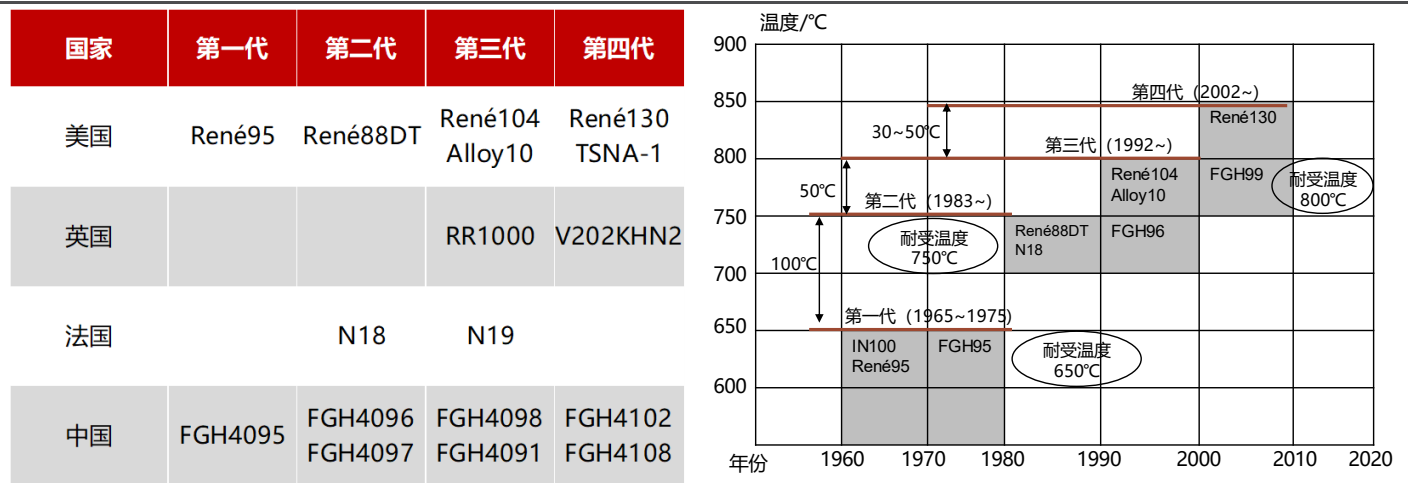 国家 第一代 第二代 第三代 第四代
美国 René95 René88DT René104 Alloy10 René130 TSNA-1
英国 RR1000 V202KHN2
法国 N18 N19
中国 FGH4095 FGH4096 FGH4097 FGH4098 FGH4091 FGH4102 FGH4108
温度/℃
900
850
800
750
700
650
600
第四代（2002~）
René130
30~50℃
第三代（1992~）
René104
Alloy10
FGH99
耐受温度
800℃
50℃
第二代（1983~）
耐受温度
750℃
René88DT
N18
FGH96
100℃
第一代（1965~1975）
IN100
René95
FGH95
耐受温度
650℃
年份 1960 1970 1980 1990 2000 2010 2020